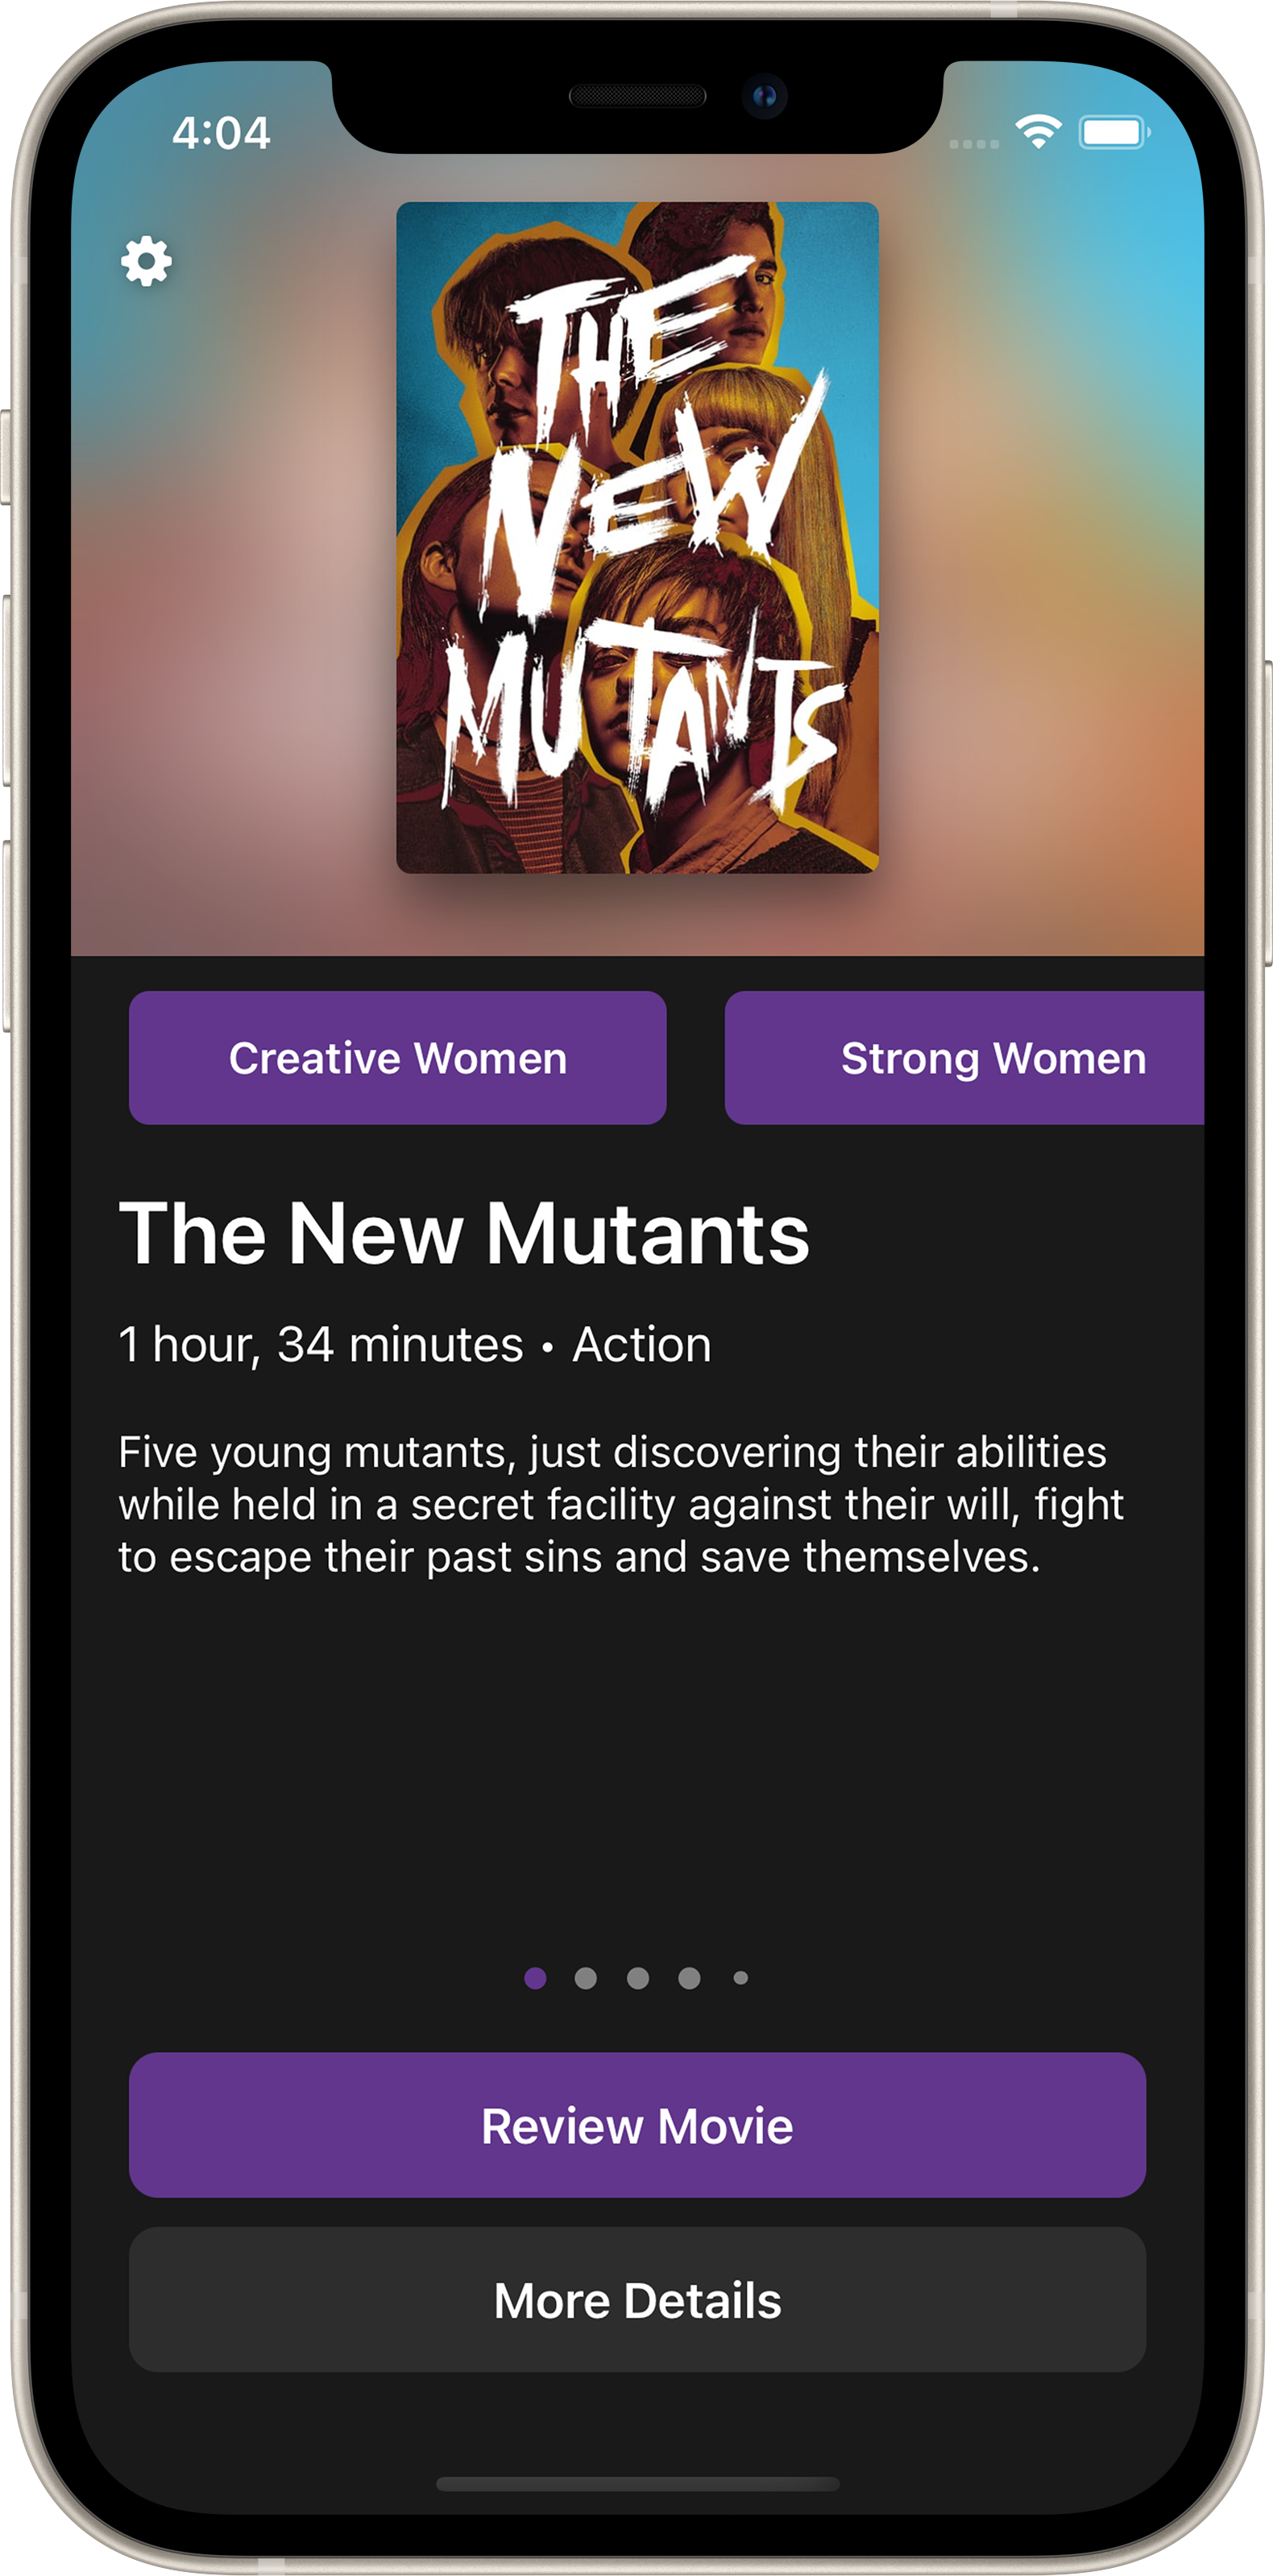 4:04
THE
NEW
MUTANTS
Creative Women
Strong Women
The New Mutants
1 hour, 34 minutes • Action
Five young mutants, just discovering their abilities
while held in a secret facility against their will, fight
to escape their past sins and save themselves.
Review Movie
More Details